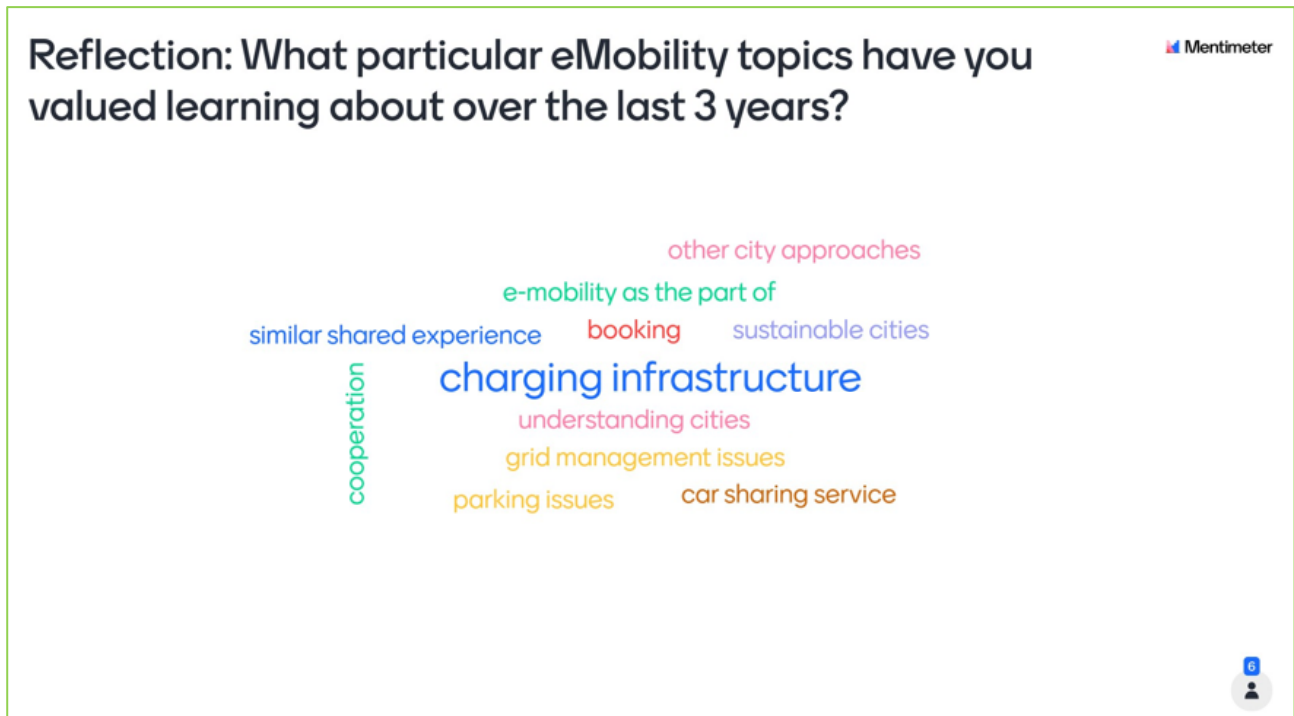 Reflection: What particular eMobility topics have you
valued learning about over the last 3 years?
Mentimeter
other city approaches
e-mobility as the part of
similar shared experience
booking
sustainable cities
cooperation
charging infrastructure
understanding cities
grid management issues
parking issues
car sharing service
6